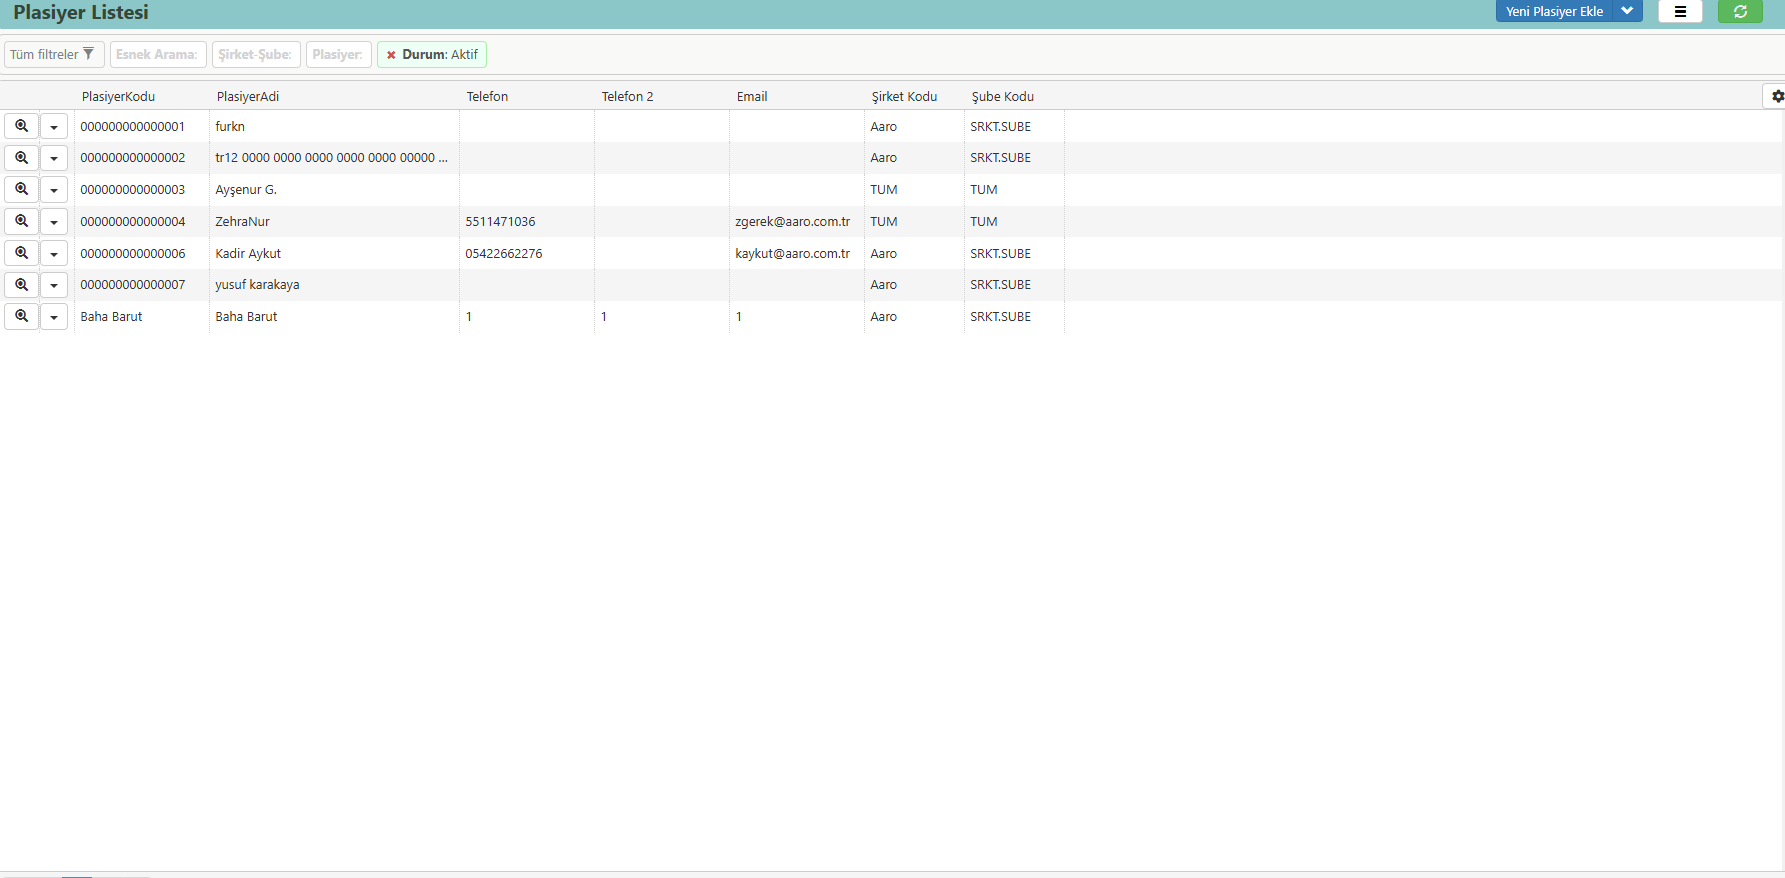 Plasiyer Listesi Yeni Plasiyer Ekle
Tüm filtreler Esnek Arama: Şirket-Şube: Plasiyer: Durum: Aktif
PlasiyerKodu PlasiyerAdi Telefon Telefon 2 Email Şirket Kodu Şube Kodu
000000000000001 furkn Aaro SRKT.SUBE
000000000000002 tr12 0000 0000 0000 0000 0000 00000 ... Aaro SRKT.SUBE
000000000000003 Ayşenur G. TUM TUM
000000000000004 ZehraNur 5511471036 zgerek@aaro.com.tr TUM TUM
000000000000006 Kadir Aykut 05422662276 kaykut@aaro.com.tr Aaro SRKT.SUBE
000000000000007 yusuf karakaya Aaro SRKT.SUBE
Baha Barut Baha Barut 1 1 1 Aaro SRKT.SUBE